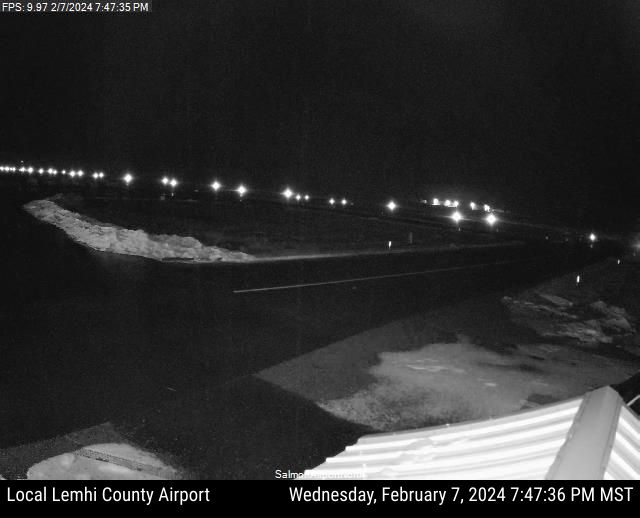 FPS: 9.97 2/7/2024 7:47:35 PM
Local Lemhi County Airport
Wednesday, February 7, 2024 7:47:36 PM MST